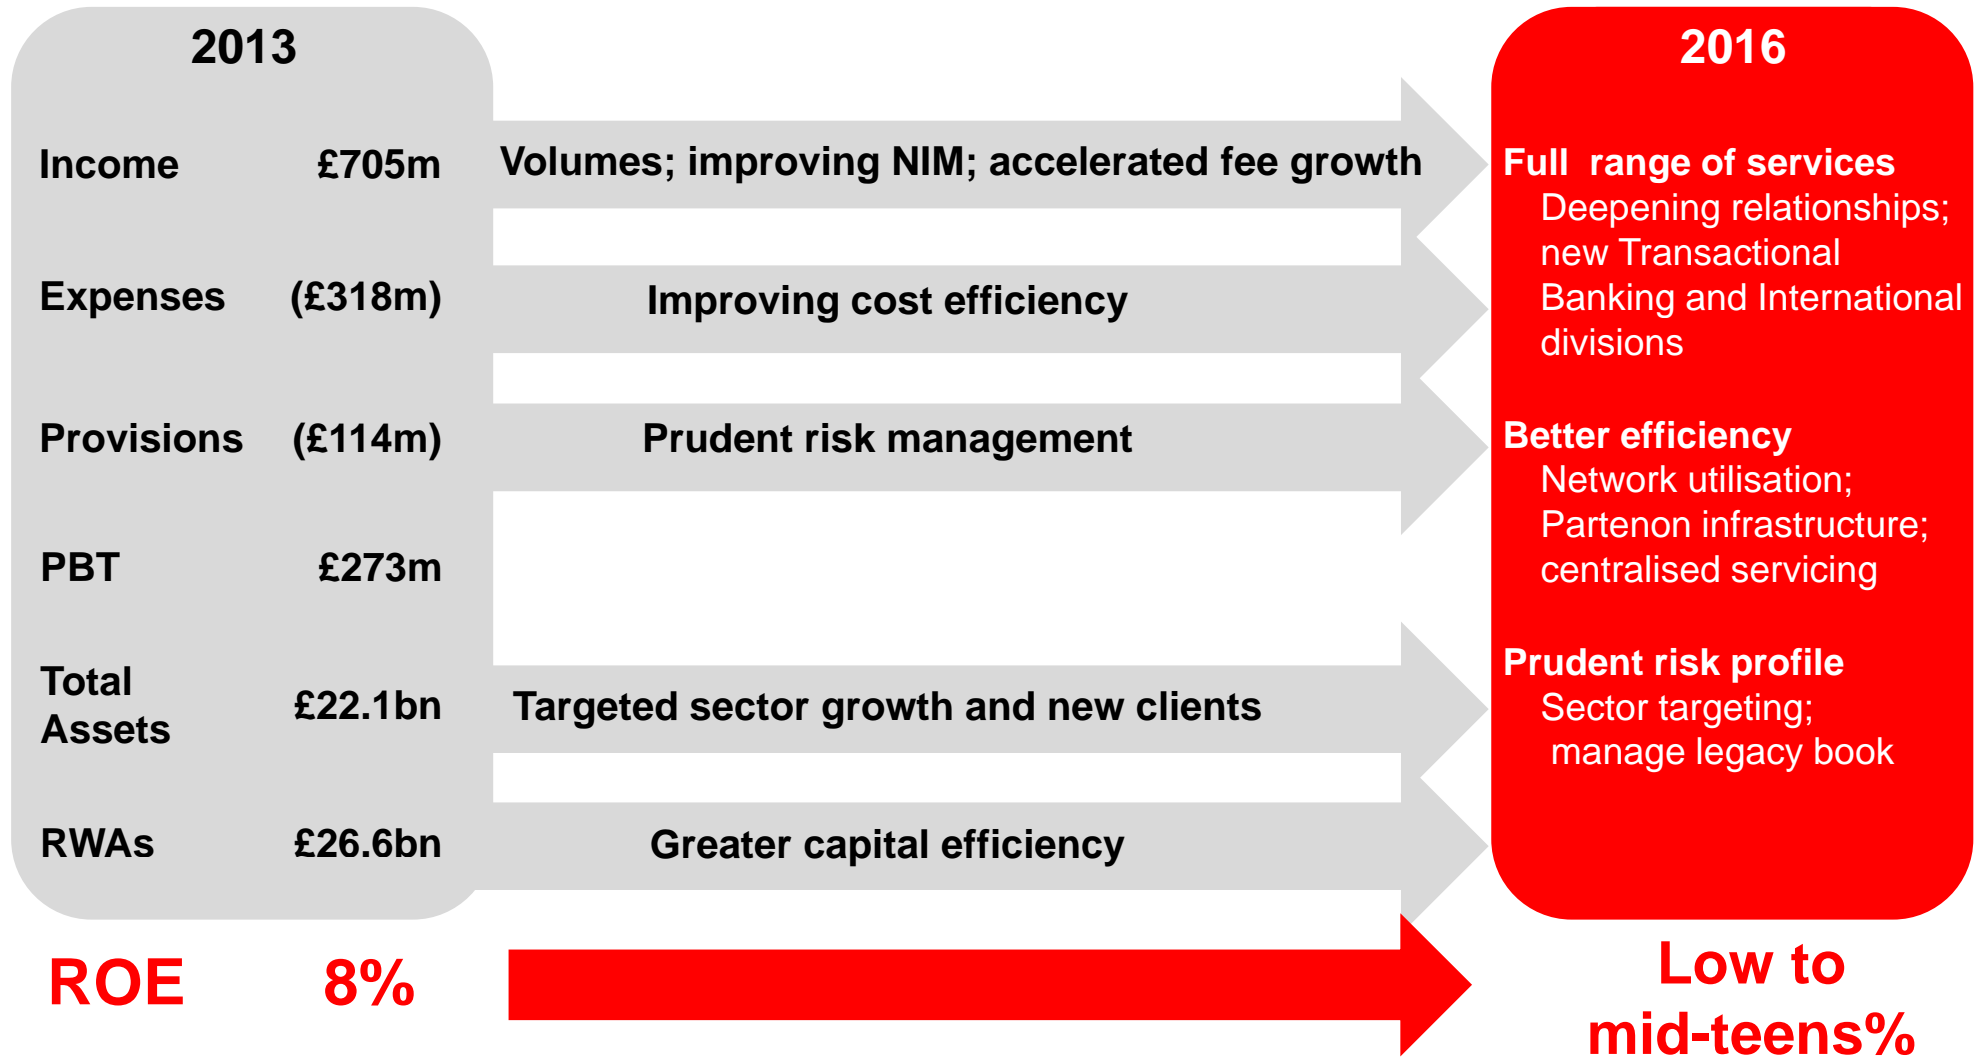 2013
Income £705m
Expenses (£318m)
Provisions (£114m)
PBT £273m
Total
Assets
£22.1bn
RWAs £26.6bn
ROE 8%
Volumes; improving NIM; accelerated fee growth
Improving cost efficiency
Prudent risk management
Targeted sector growth and new clients
Greater capital efficiency
2016
Full range of services
Deepening relationships;
new Transactional
Banking and International
divisions
Better efficiency
Network utilisation;
Partenon infrastructure;
centralised servicing
Prudent risk profile
Sector targeting;
manage legacy book
Low to
mid-teens%